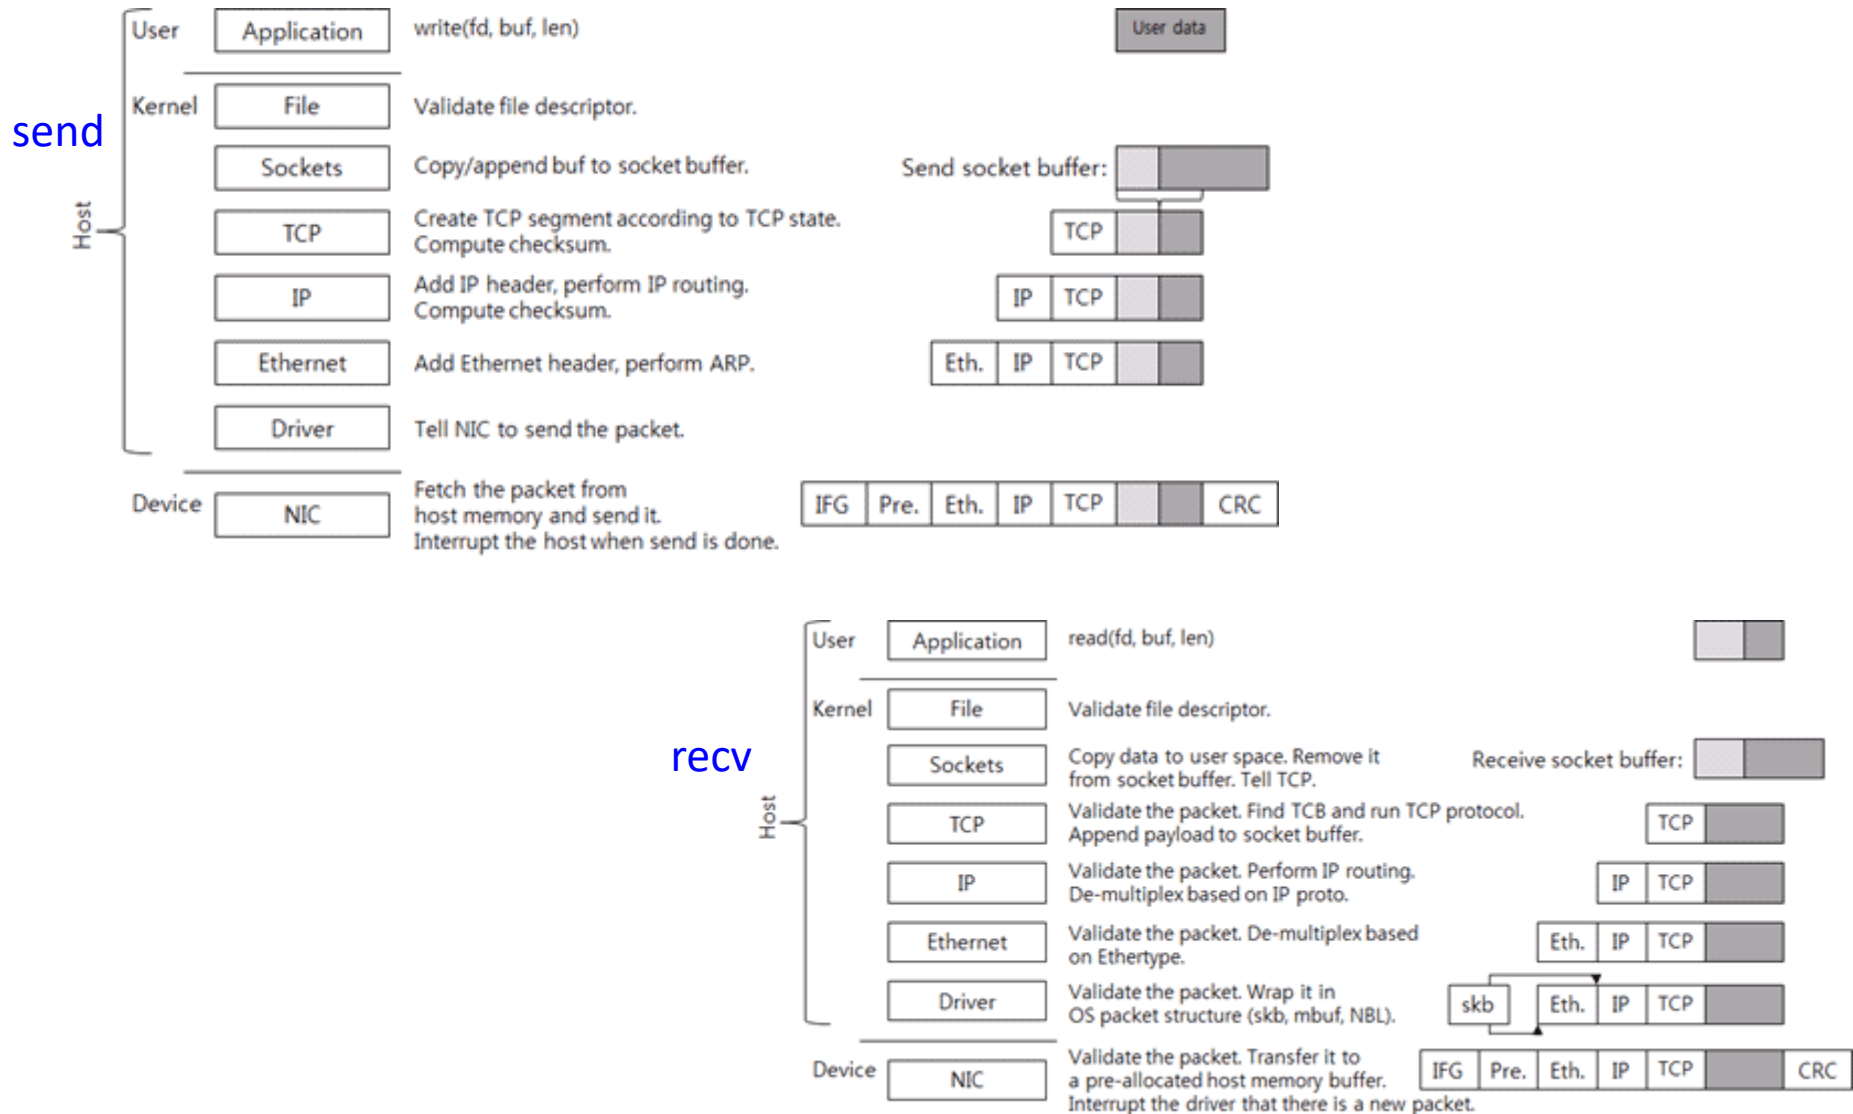 User Application write(fd, buf, len) User data
Kernel File Validate file descriptor.
send
Sockets Copy/append buf to socket buffer. Send socket buffer:
Host
TCP Create TCP segment according to TCP state.
Compute checksum. TCP
IP Add IP header, perform IP routing.
Compute checksum. IP TCP
Ethernet Add Ethernet header, perform ARP. Eth. IP TCP
Driver Tell NIC to send the packet.
Device NIC Fetch the packet from
host memory and send it.
Interrupt the host when send is done. IFG Pre. Eth. IP TCP CRC
User Application read(fd, buf, len)
Kernel File Validate file descriptor.
recv
Sockets Copy data to user space. Remove it
from socket buffer. Tell TCP. Receive socket buffer:
Host
TCP Validate the packet. Find TCB and run TCP protocol.
Append payload to socket buffer. TCP
IP Validate the packet. Perform IP routing.
De-multiplex based on IP proto. IP TCP
Ethernet Validate the packet. De-multiplex based
on Ethertype. Eth. IP TCP
Driver Validate the packet. Wrap it in
OS packet structure (skb, mbuf, NBL). skb Eth. IP TCP
Device NIC Validate the packet. Transfer it to
a pre-allocated host memory buffer.
Interrupt the driver that there is a new packet. IFG Pre. Eth. IP TCP CRC